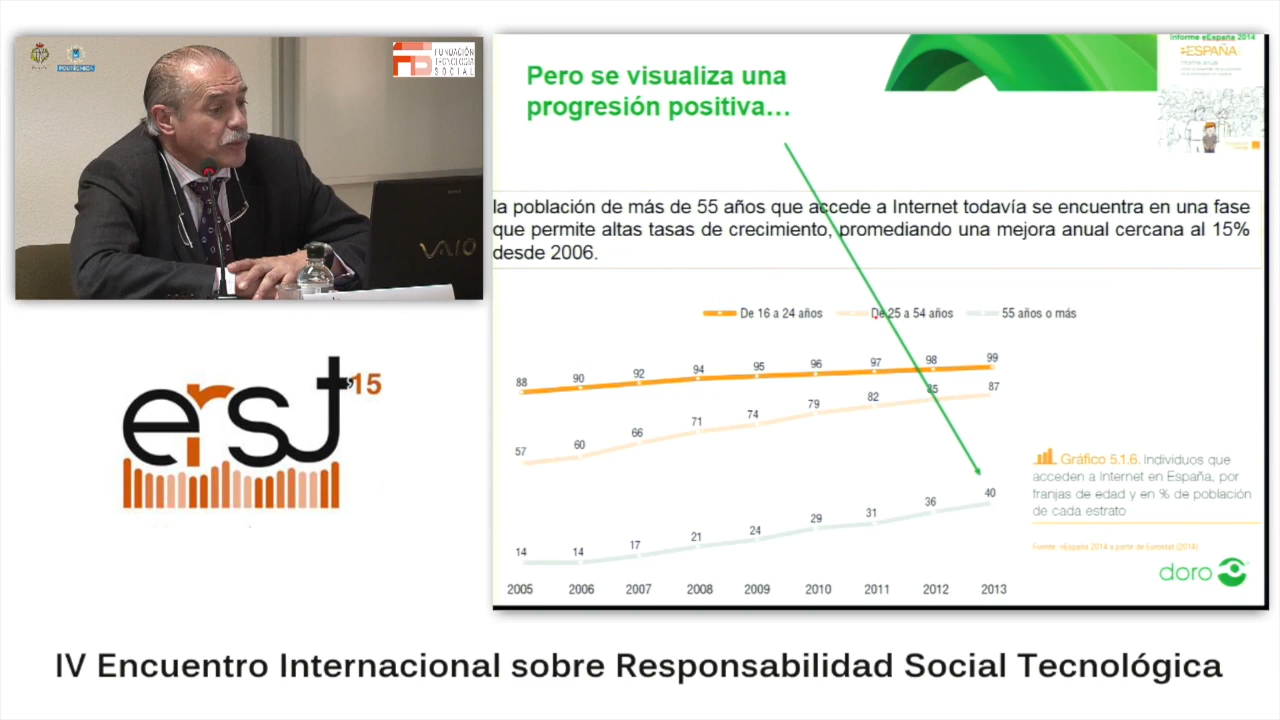 POLITÉCNICA
FUNDACIÓN
TECNOLOGÍA
SOCIAL
VAIO
Pero se visualiza una
progresión positiva...
Informe eEspaña 2014
eESPAÑA
la población de más de 55 años que accede a Internet todavía se encuentra en una fase
que permite altas tasas de crecimiento, promediando una mejora anual cercana al 15%
desde 2006.
De 16 a 24 años De 25 a 54 años 55 años o más
88 90 92 94 95 96 97 98 99
57 60 66 71 74 79 82 85 87
14 14 17 21 24 29 31 36 40
2005 2006 2007 2008 2009 2010 2011 2012 2013
Gráfico 5.1.6. Individuos que
acceden a Internet en España, por
franjas de edad y en % de población
de cada estrato
Fuente: eEspaña 2014 a partir de Eurostat (2014)
doro
erst '15
IV Encuentro Internacional sobre Responsabilidad Social Tecnológica